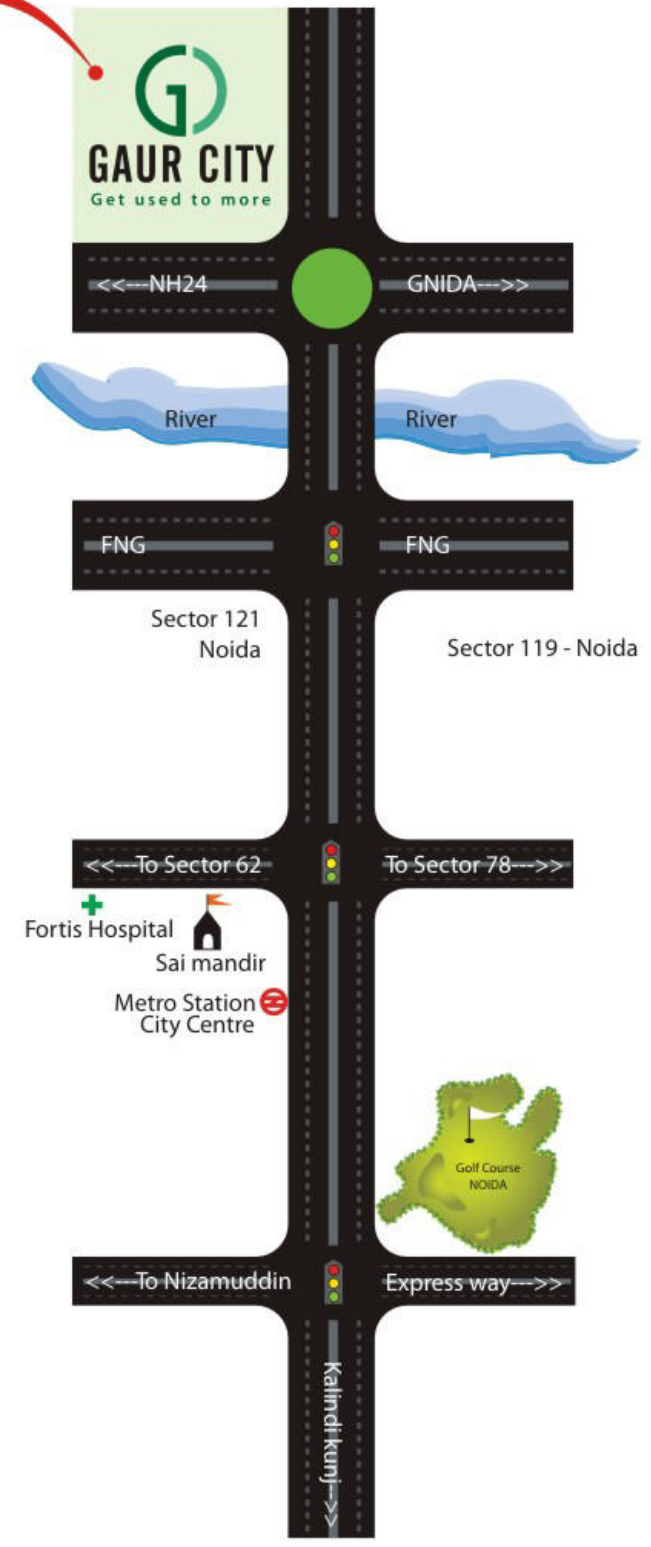 GAUR CITY
Get used to more
<<---NH24
GNIDA--->>
River
River
FNG
FNG
Sector 121
Noida
Sector 119 - Noida
<<---To Sector 62
To Sector 78--->>
Fortis Hospital
Sai mandir
Metro Station
City Centre
Golf Course
NOIDA
<<---To Nizamuddin
Express way--->>
Kalindi kunj-->>